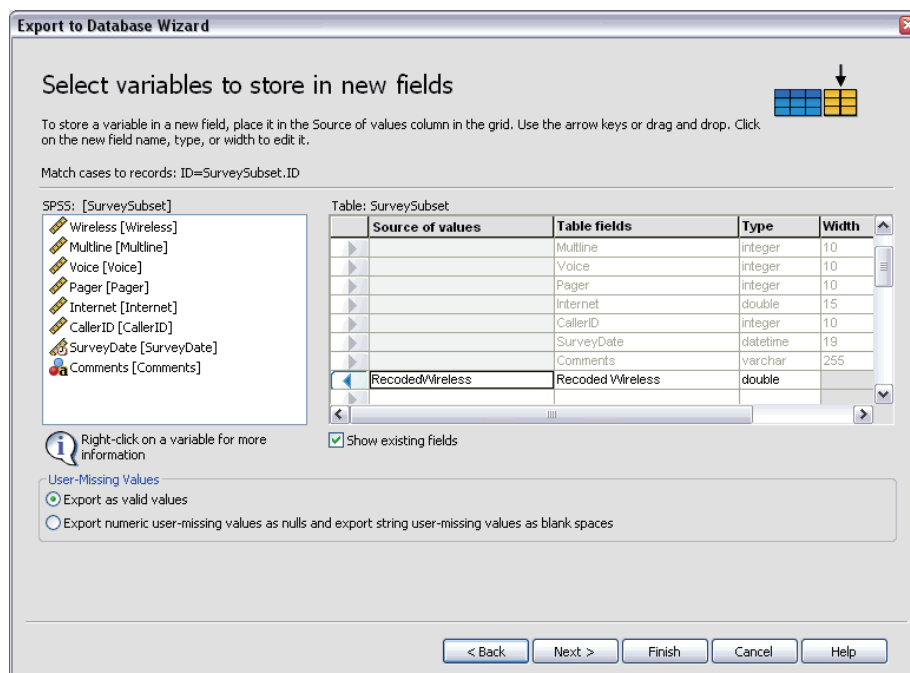 Export to Database Wizard
Select variables to store in new fields
To store a variable in a new field, place it in the Source of values column in the grid. Use the arrow keys or drag and drop. Click
on the new field name, type, or width to edit it.
Match cases to records: ID=SurveySubset.ID
SPSS: [SurveySubset]
Wireless [Wireless]
Multline [Multline]
Voice [Voice]
Pager [Pager]
Internet [Internet]
CallerID [CallerID]
SurveyDate [SurveyDate]
a Comments [Comments]
Table: SurveySubset
Source of values Table fields Type Width
Multline integer 10
Voice integer 10
Pager integer 10
Internet double 15
CallerID integer 10
SurveyDate datetime 19
Comments varchar 255
RecodedWireless Recoded Wireless double
i Right-click on a variable for more
information
Show existing fields
User-Missing Values
Export as valid values
Export numeric user-missing values as nulls and export string user-missing values as blank spaces
< Back Next > Finish Cancel Help